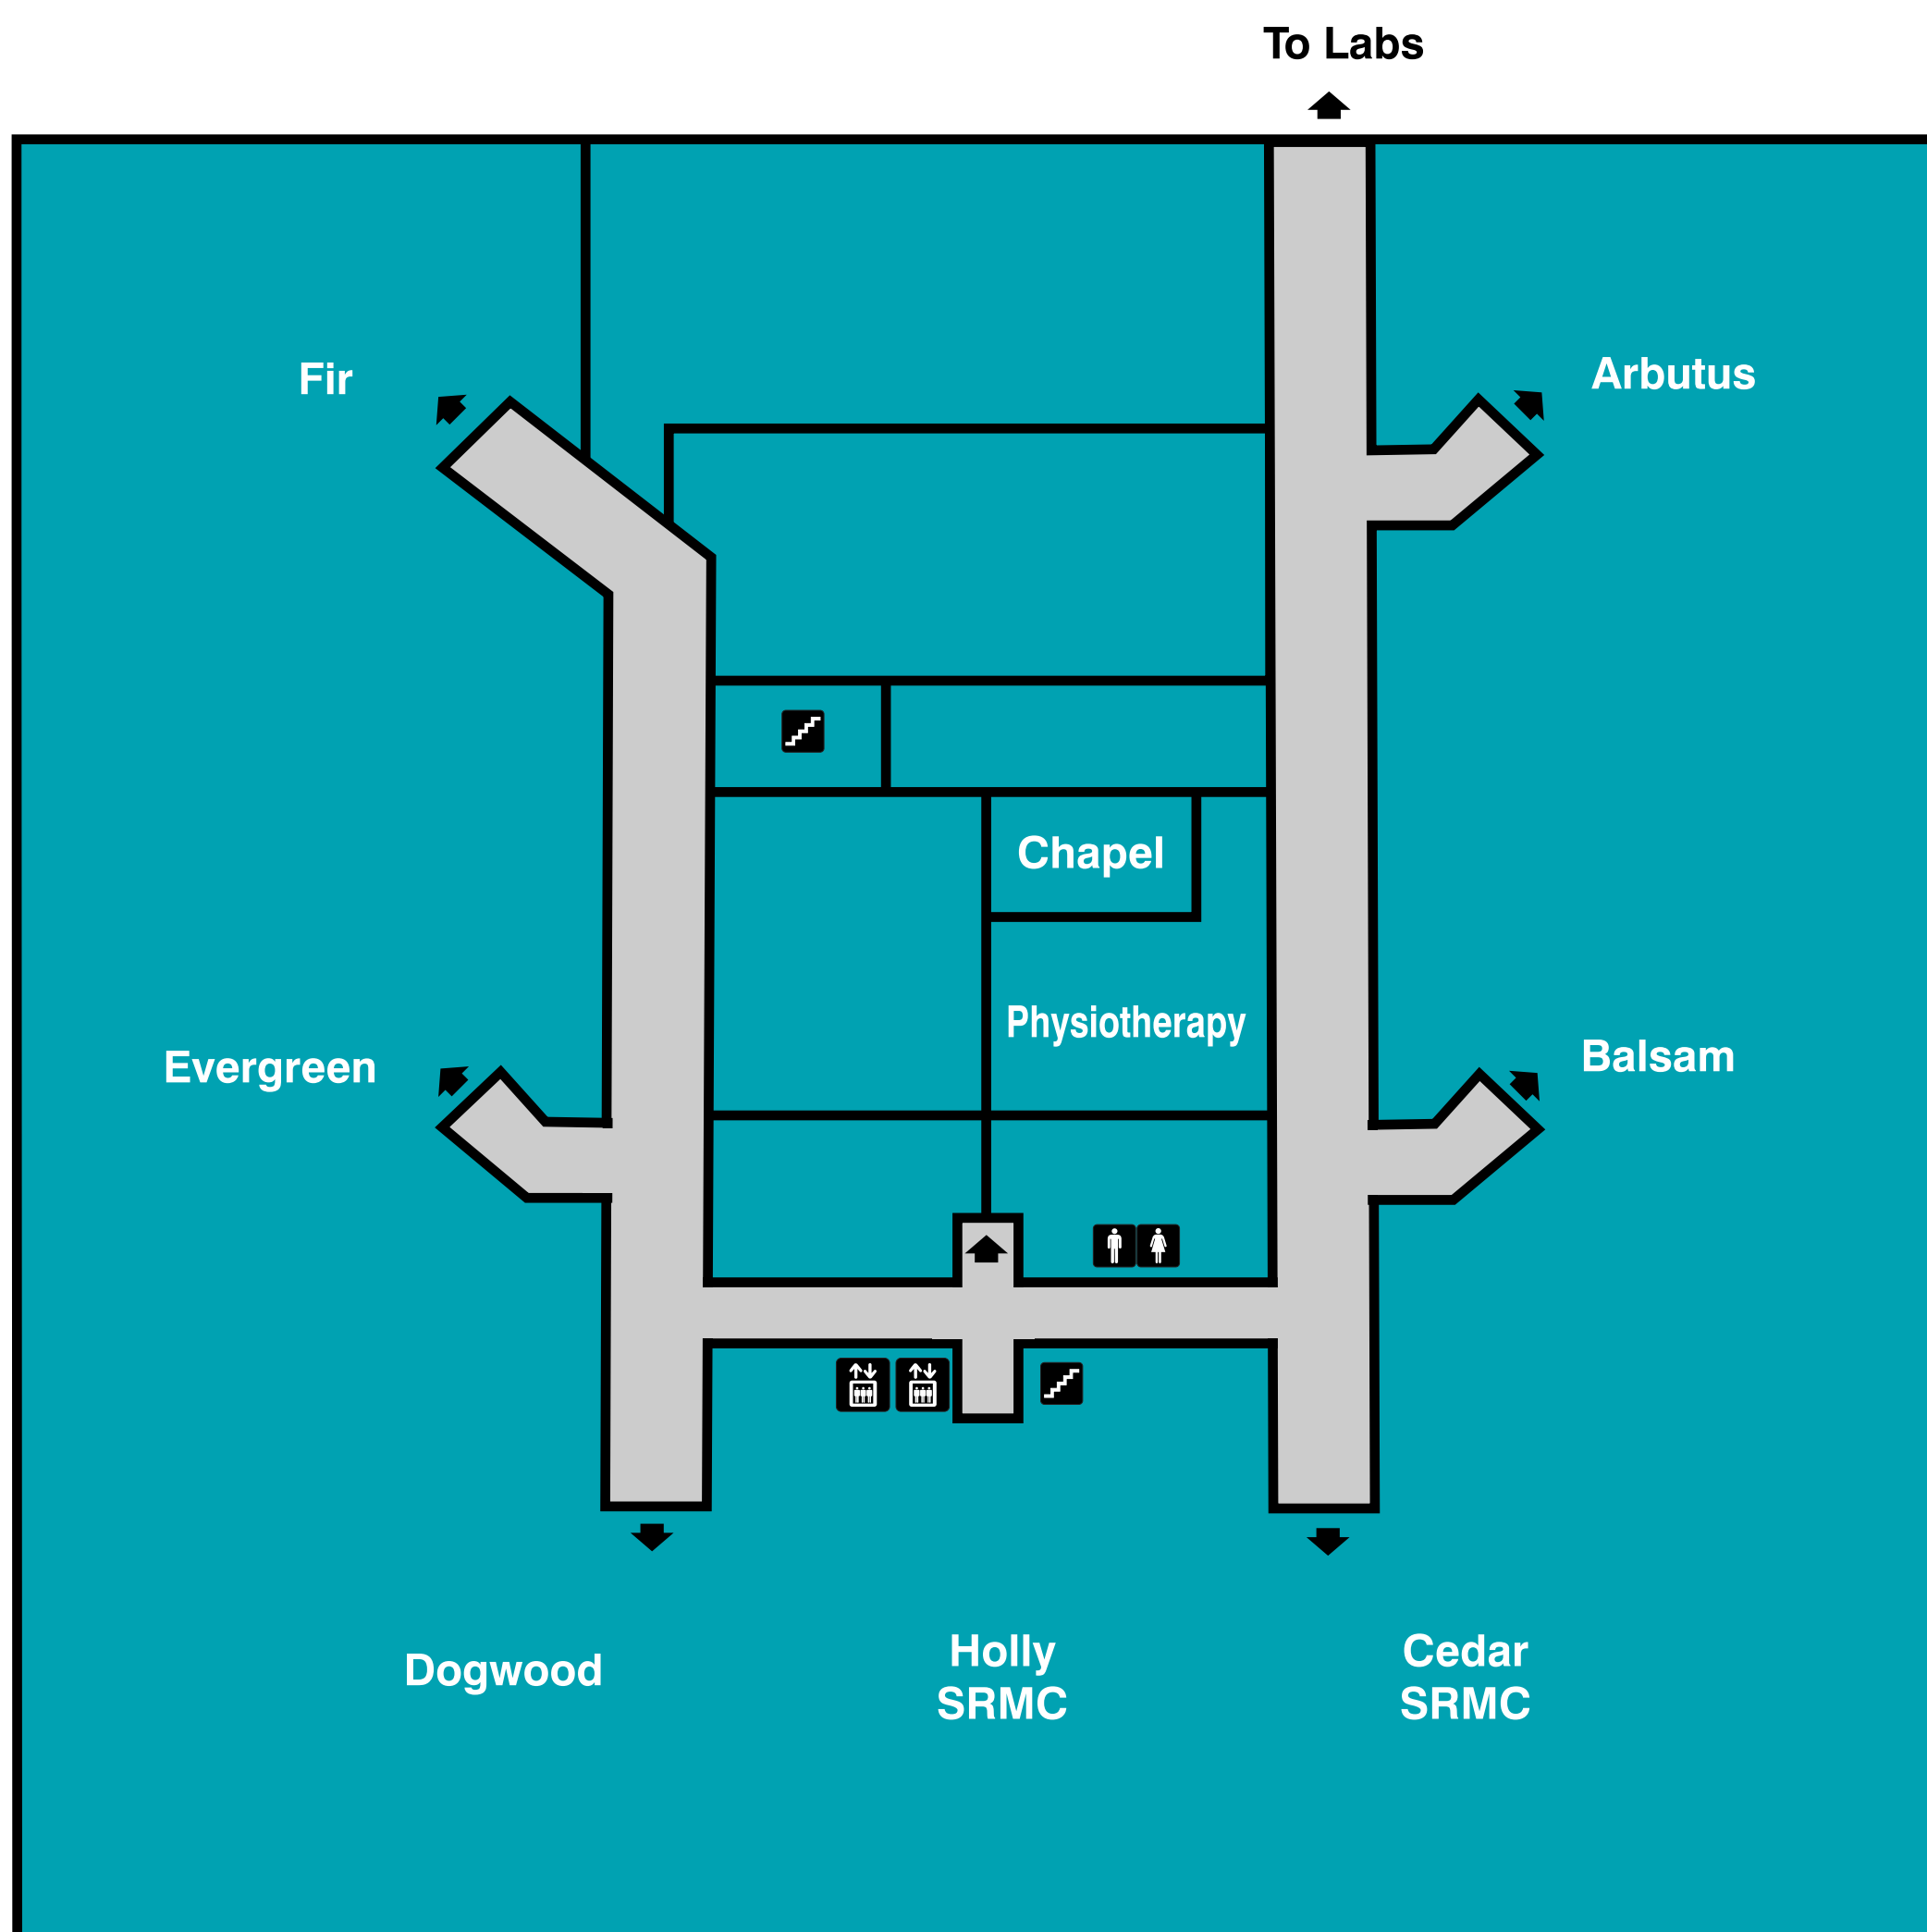 To Labs
Fir
Arbutus
Chapel
Physiotherapy
Evergreen
Balsam
Dogwood
Holly
SRMC
Cedar
SRMC